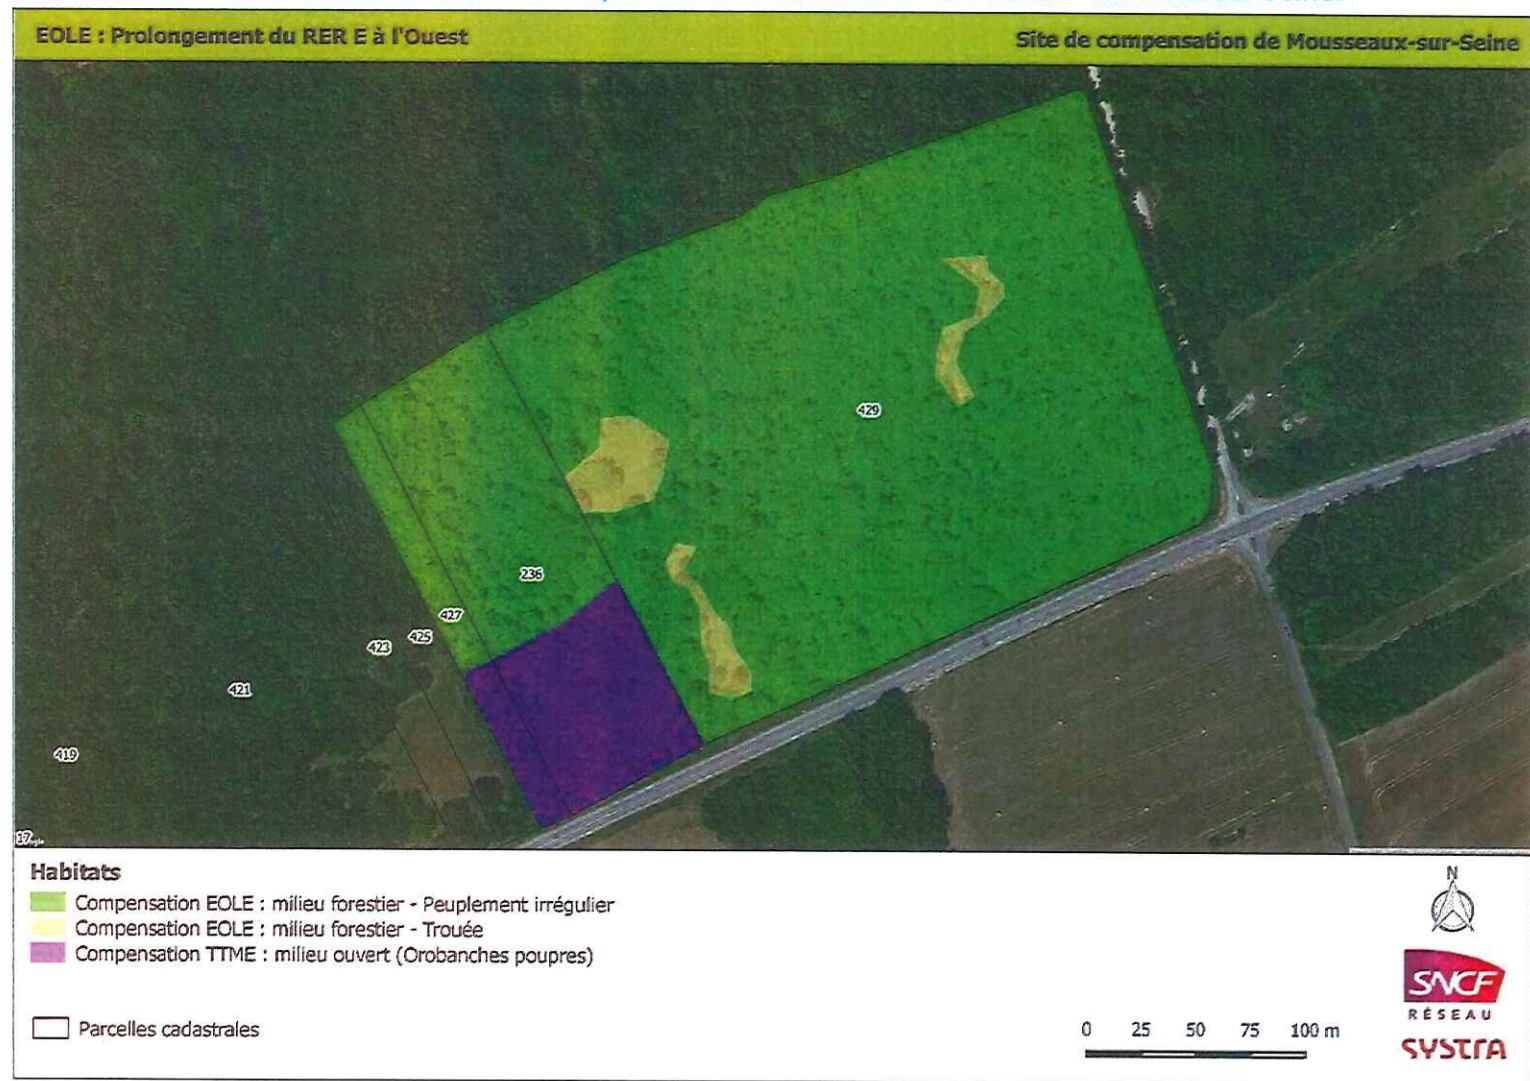 EOLE : Prolongement du RER E à l'Ouest
Site de compensation de Mousseaux-sur-Seine
429
236
427
425
423
421
419
17
Habitats
Compensation EOLE : milieu forestier - Peuplement irrégulier
Compensation EOLE : milieu forestier - Trouée
Compensation TTME : milieu ouvert (Orobanches poupres)
Parcelles cadastrales
N
0 25 50 75 100 m
SNCF
RÉSEAU
SYSTRA